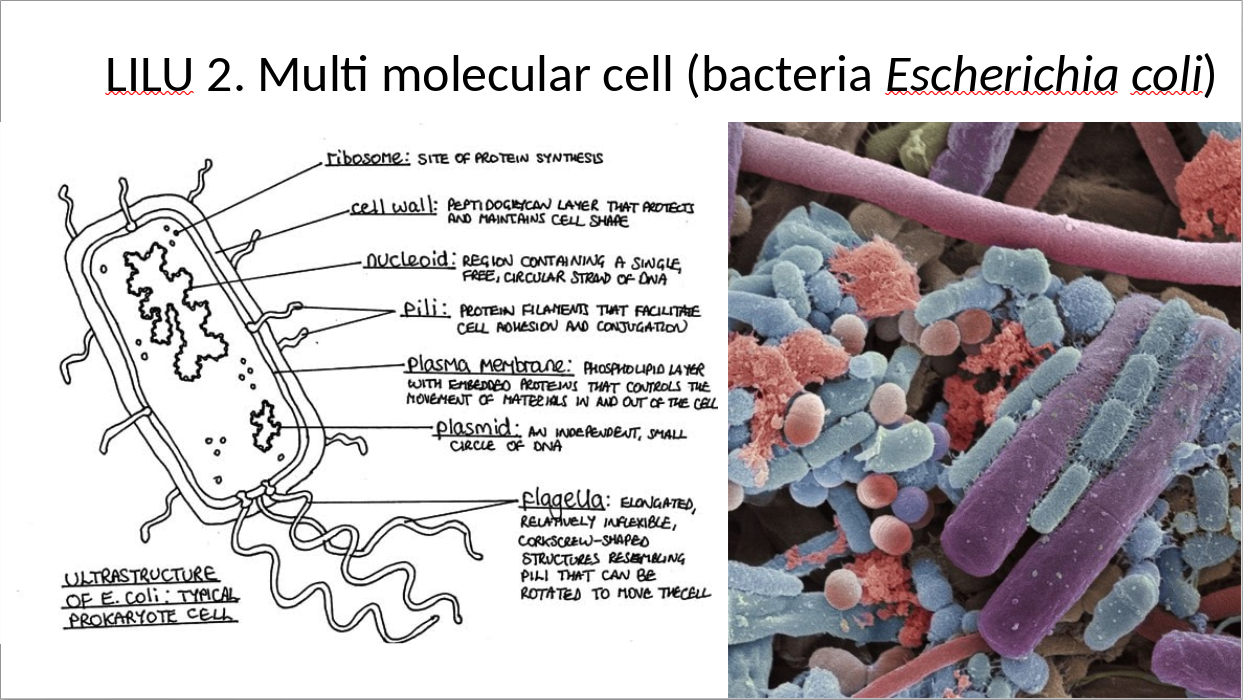 LILU 2. Multi molecular cell (bacteria Escherichia coli)
ribosome: SITE OF PROTEIN SYNTHESIS
cell wall: PEPTIDOGLYCAN LAYER THAT PROTECTS
AND MAINTAINS CELL SHAPE
nucleoid: REGION CONTAINING A SINGLE,
FREE, CIRCULAR STRAND OF DNA
pili: PROTEIN FILAMENTS THAT FACILITATE
CELL ADHESION AND CONJUGATION
plasma membrane: PHOSPHOLIPID LAYER
WITH EMBEDDED PROTEINS THAT CONTROLS THE
MOVEMENT OF MATERIALS IN AND OUT OF THE CELL
plasmid: AN INDEPENDENT, SMALL
CIRCLE OF DNA
flagella: ELONGATED,
RELATIVELY INFLEXIBLE,
CORKSCREW-SHAPED
STRUCTURES RESEMBLING
PILI THAT CAN BE
ROTATED TO MOVE THE CELL
ULTRASTRUCTURE
OF E. coli: TYPICAL
PROKARYOTE CELL